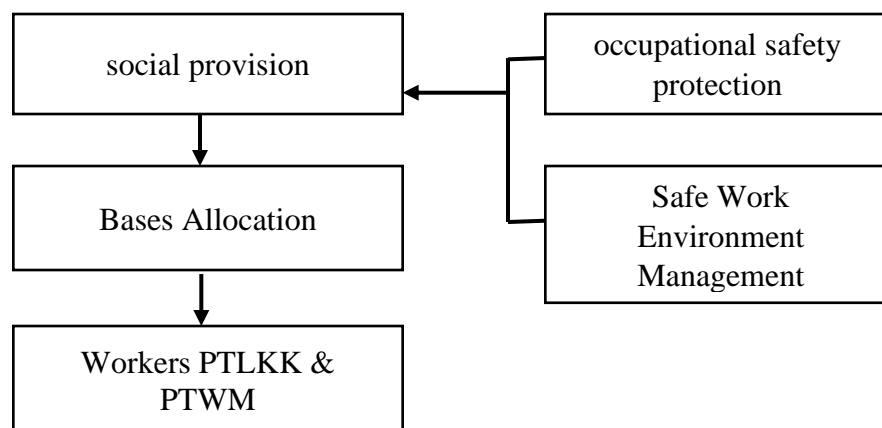 social provision
occupational safety
protection
Bases Allocation
Safe Work
Environment
Management
Workers PTLKK &
PTWM